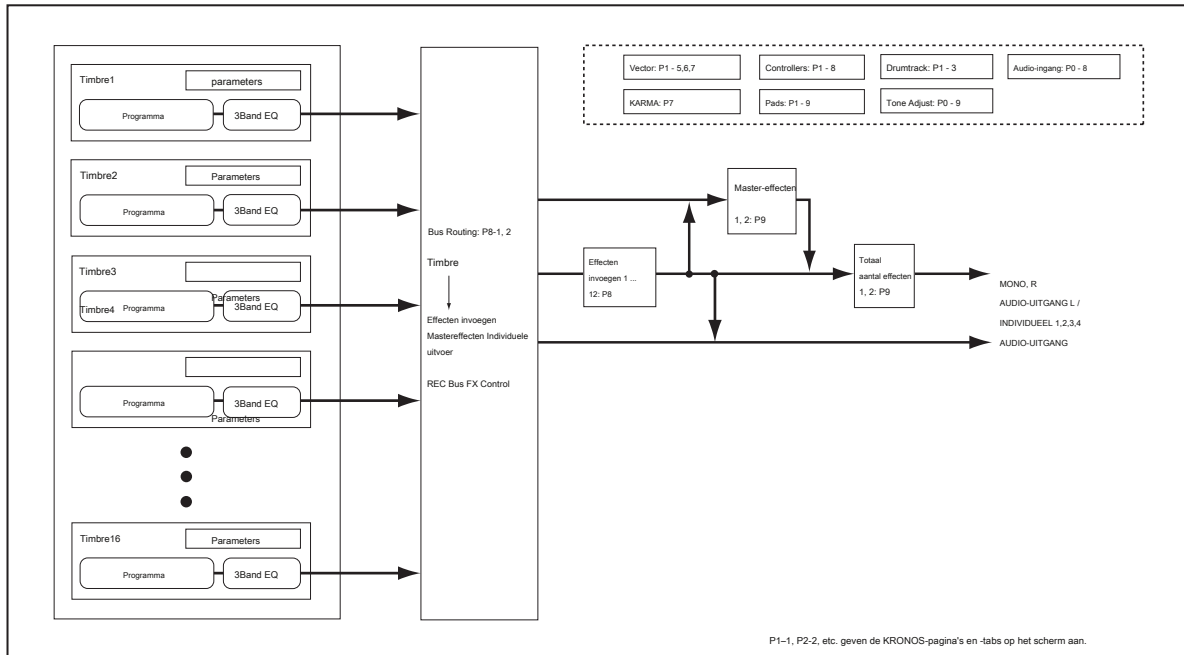 Timbre1
parameters
Programma
3Band EQ
Timbre2
Parameters
Programma
3Band EQ
Timbre3
Parameters
Timbre4
Programma
3Band EQ
Programma
3Band EQ
Parameters
Timbre16
Parameters
Programma
3Band EQ
Bus Routing: P8-1, 2
Timbre
Effecten invoegen
Mastereffecten Individuele
uitvoer
REC Bus FX Control
Vector: P1 - 5,6,7
Controllers: P1 - 8
Drumtrack: P1 - 3
Audio-ingang: P0 - 8
KARMA: P7
Pads: P1 - 9
Tone Adjust: P0 - 9
Master-effecten
1, 2: P9
Effecten
invoegen 1 ...
12: P8
Totaal
aantal effecten
1, 2: P9
MONO, R
AUDIO-UITGANG L /
INDIVIDUEEL 1,2,3,4
AUDIO-UITGANG
P1–1, P2-2, etc. geven de KRONOS-pagina's en -tabs op het scherm aan.